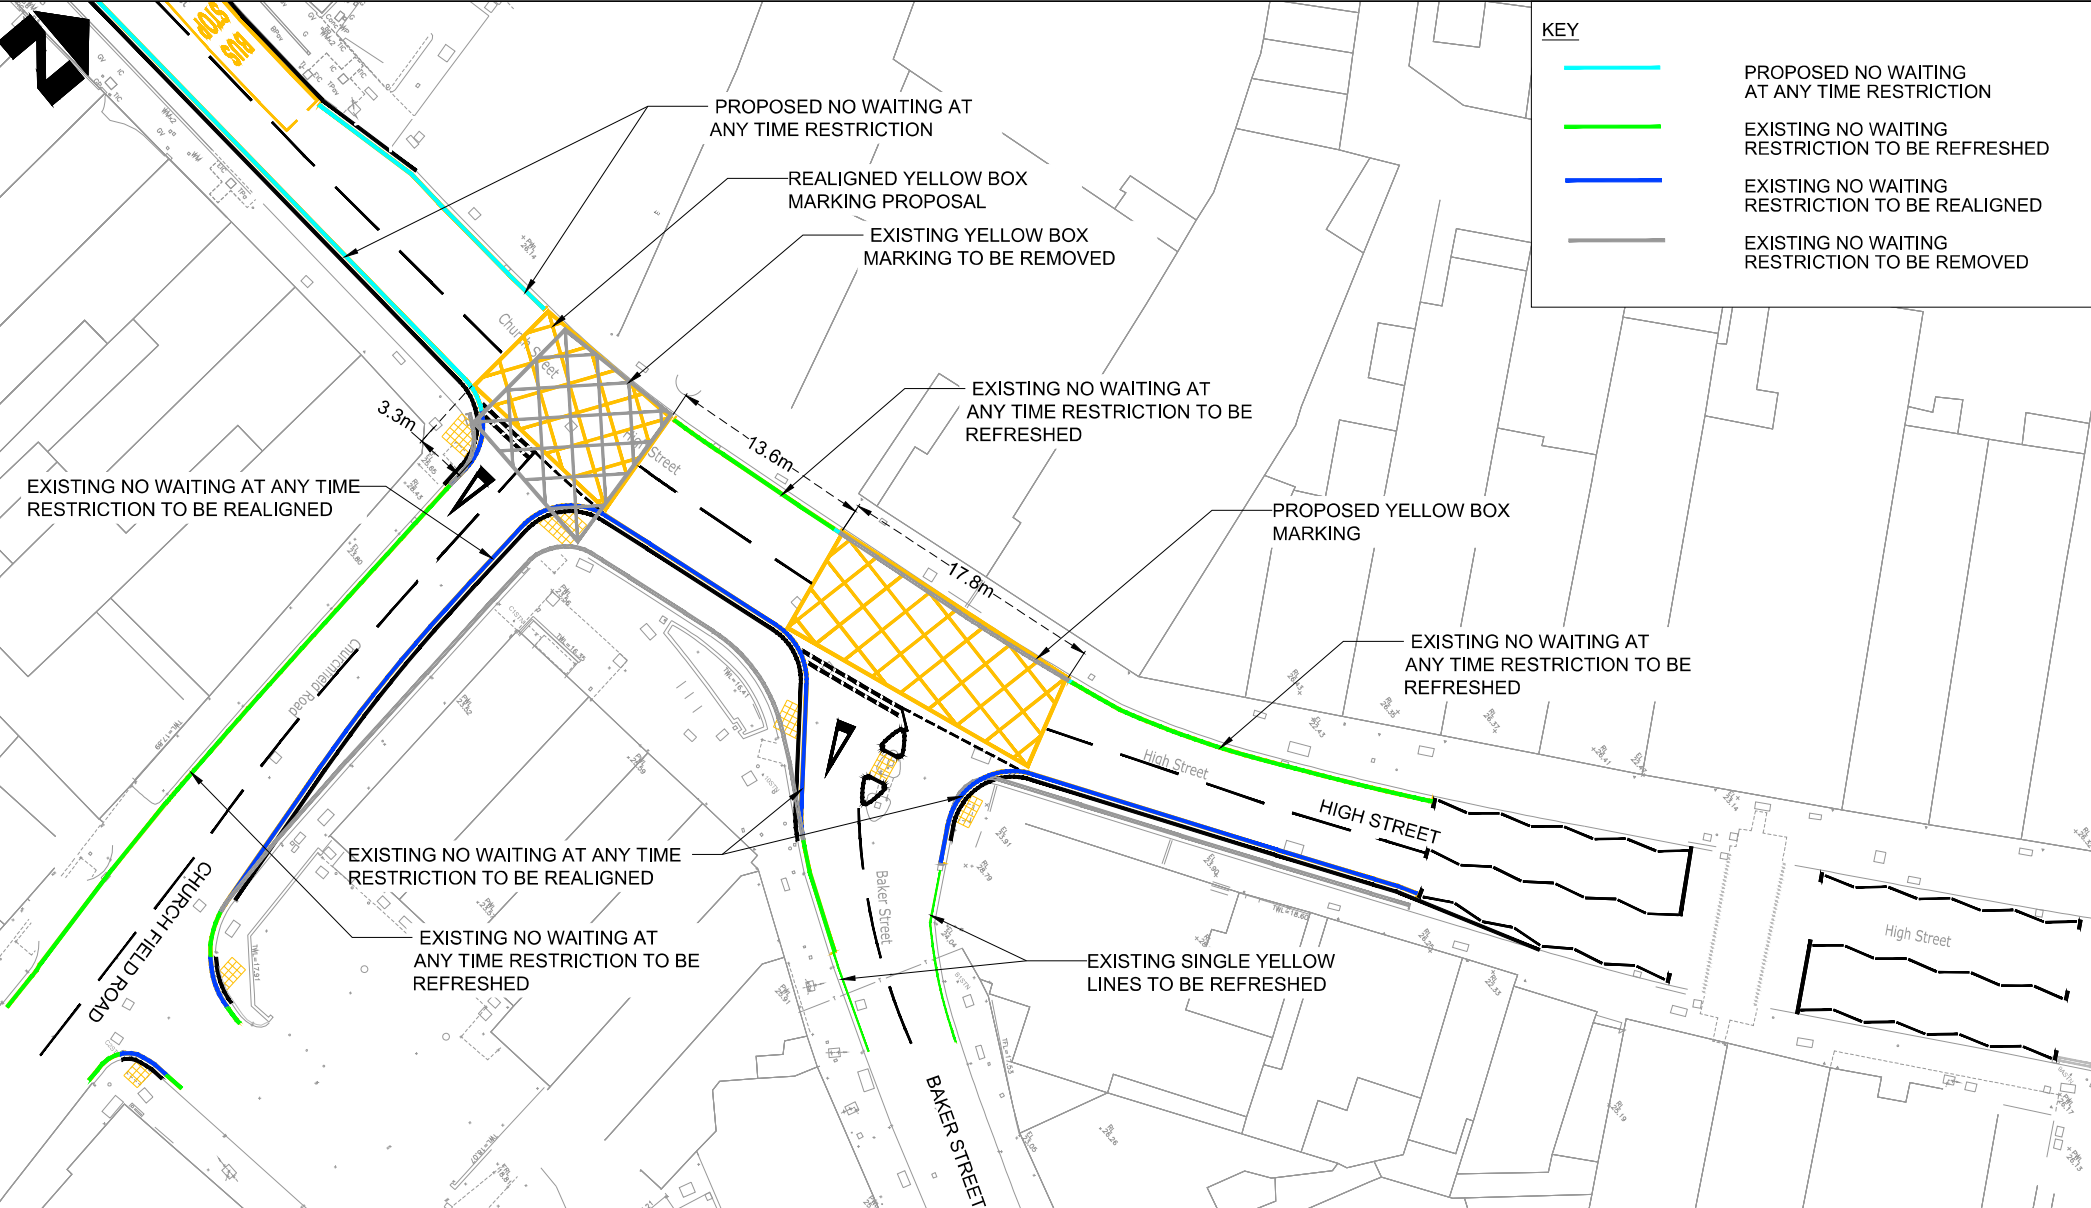 KEY
PROPOSED NO WAITING
AT ANY TIME RESTRICTION
EXISTING NO WAITING
RESTRICTION TO BE REFRESHED
EXISTING NO WAITING
RESTRICTION TO BE REALIGNED
EXISTING NO WAITING
RESTRICTION TO BE REMOVED
BUS
STOP
PROPOSED NO WAITING AT
ANY TIME RESTRICTION
REALIGNED YELLOW BOX
MARKING PROPOSAL
EXISTING YELLOW BOX
MARKING TO BE REMOVED
Church Street
High Street
3.3m
13.6m
17.8m
EXISTING NO WAITING AT
ANY TIME RESTRICTION TO BE
REFRESHED
EXISTING NO WAITING AT ANY TIME
RESTRICTION TO BE REALIGNED
PROPOSED YELLOW BOX
MARKING
EXISTING NO WAITING AT
ANY TIME RESTRICTION TO BE
REFRESHED
Churchfield Road
High Street
HIGH STREET
High Street
EXISTING NO WAITING AT ANY TIME
RESTRICTION TO BE REALIGNED
CHURCH FIELD ROAD
Baker Street
EXISTING NO WAITING AT
ANY TIME RESTRICTION TO BE
REFRESHED
EXISTING SINGLE YELLOW
LINES TO BE REFRESHED
BAKER STREET